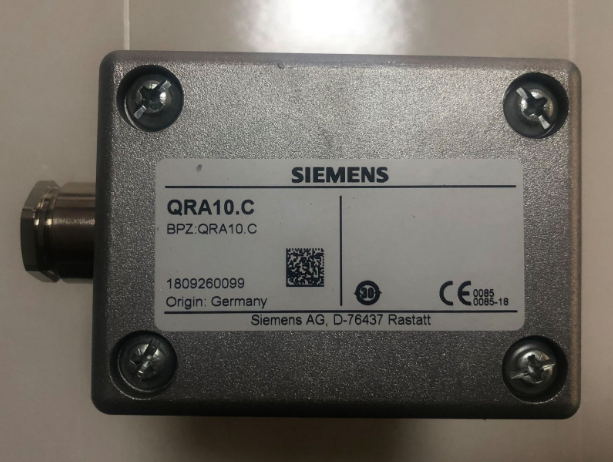 SIEMENS
QRA10.C
BPZ:QRA10.C
1809260099
Origin: Germany
CE 0085
0085-18
Siemens AG, D-76437 Rastatt